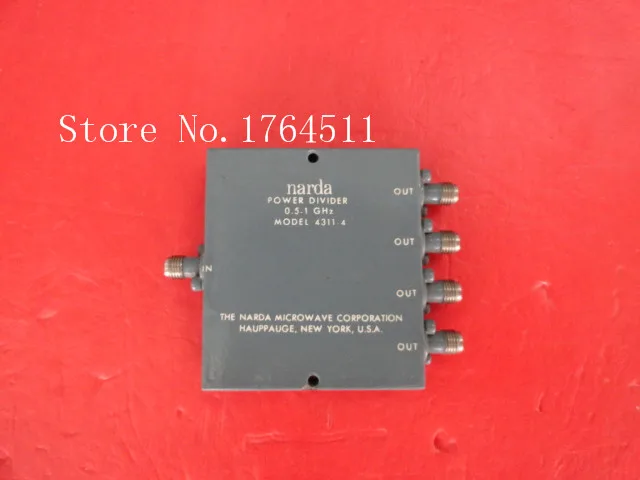 Store No.1764511
narda
POWER DIVIDER
0.5-1 GHz
MODEL 4311-4
OUT
OUT
IN
OUT
THE NARDA MICROWAVE CORPORATION
HAUPPAUGE, NEW YORK, U.S.A.
OUT